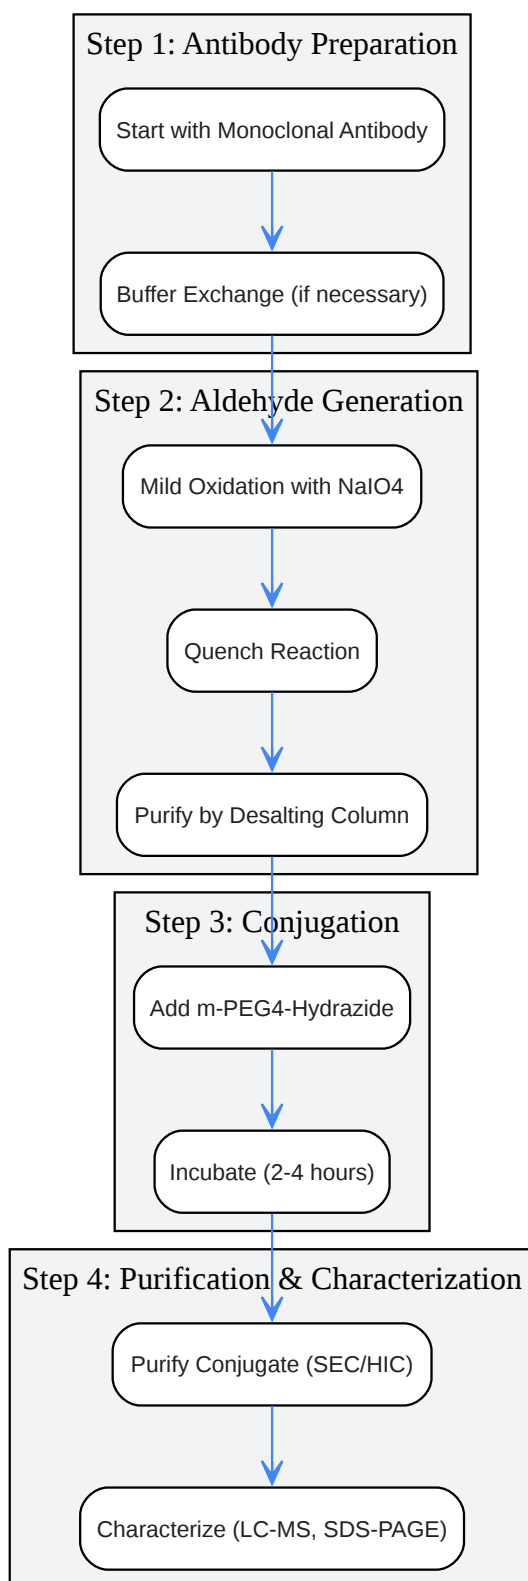 Step 1: Antibody Preparation
Start with Monoclonal Antibody
Buffer Exchange (if necessary)
Step 2: Aldehyde Generation
Mild Oxidation with NaIO4
Quench Reaction
Purify by Desalting Column
Step 3: Conjugation
Add m-PEG4-Hydrazide
Incubate (2-4 hours)
Step 4: Purification & Characterization
Purify Conjugate (SEC/HIC)
Characterize (LC-MS, SDS-PAGE)